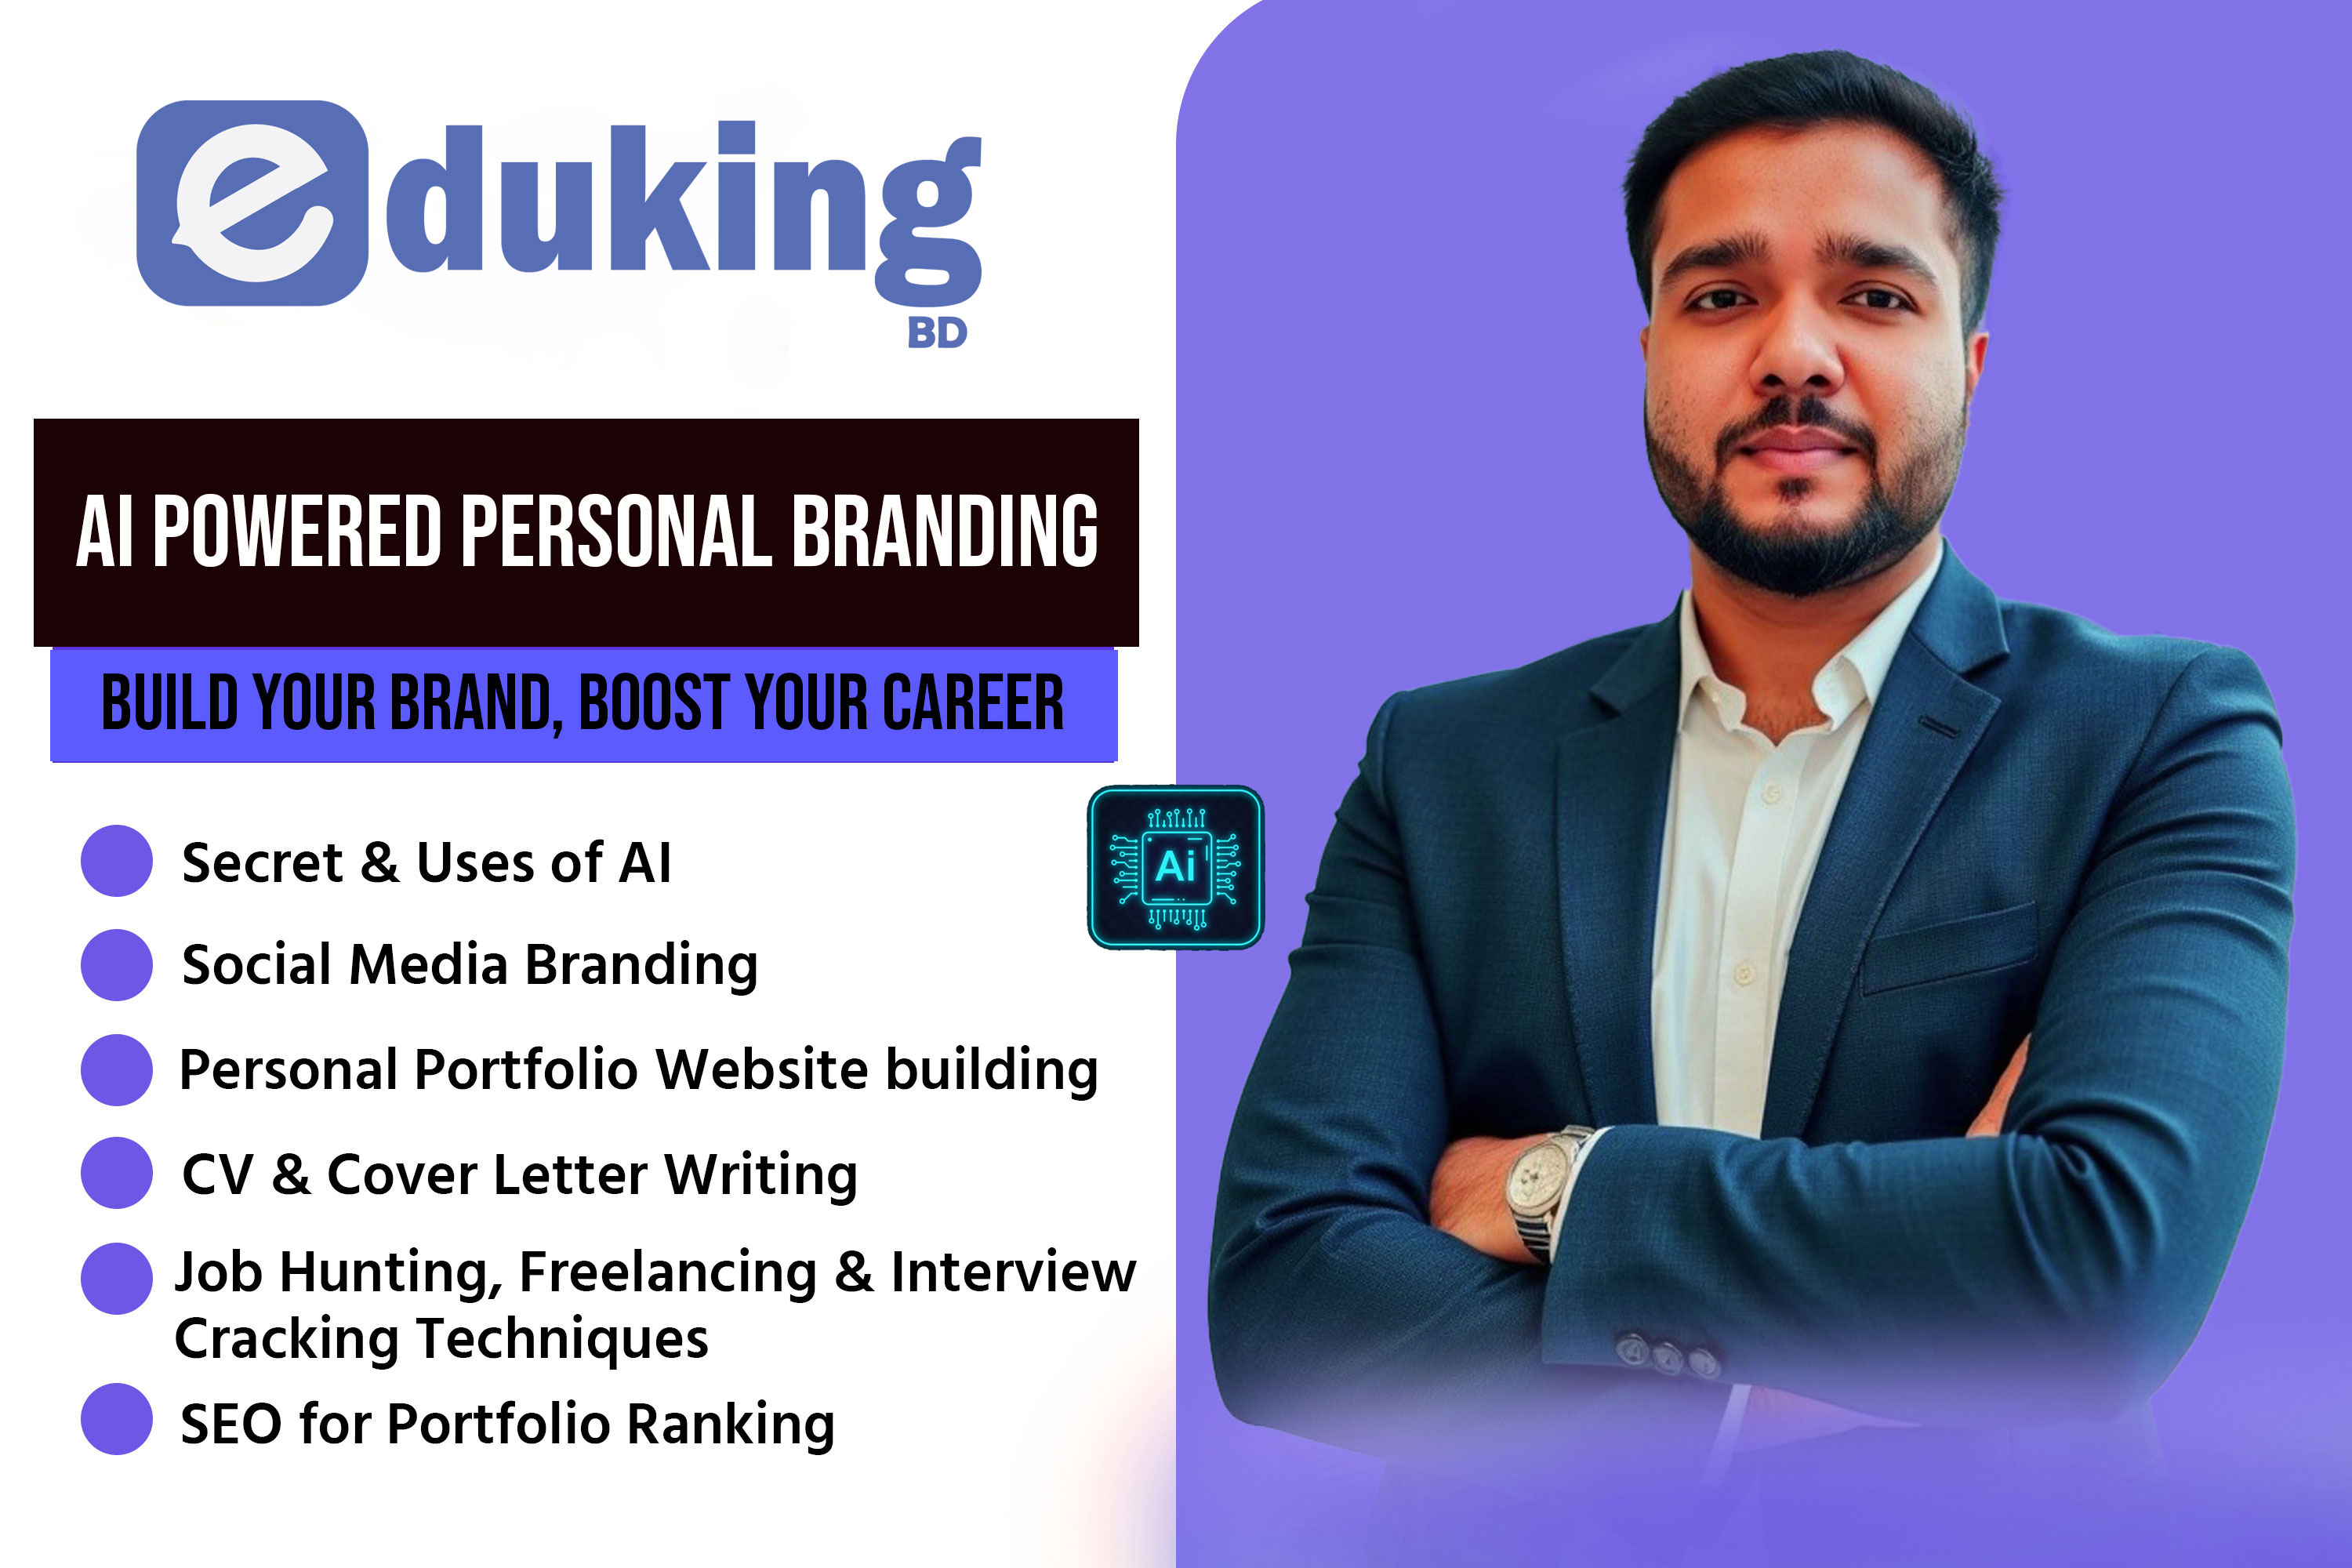 eduking
BD
AI POWERED PERSONAL BRANDING
BUILD YOUR BRAND, BOOST YOUR CAREER
Secret & Uses of AI
Ai
Social Media Branding
Personal Portfolio Website building
CV & Cover Letter Writing
Job Hunting, Freelancing & Interview
Cracking Techniques
SEO for Portfolio Ranking